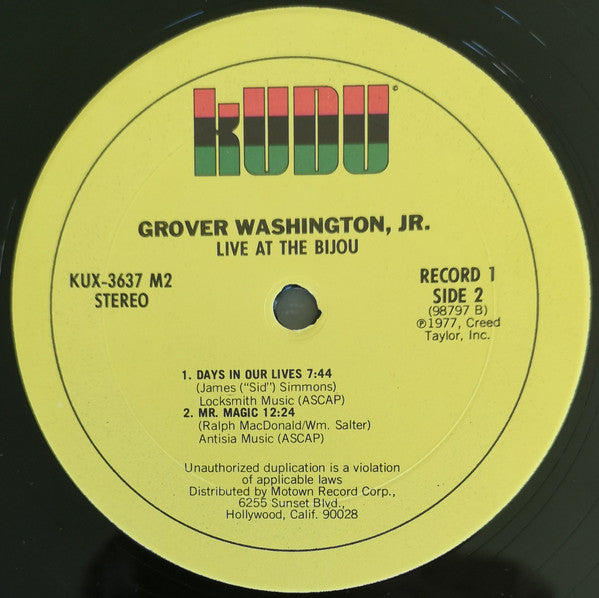 KUDU ©
GROVER WASHINGTON, JR.
LIVE AT THE BIJOU
KUX-3637 M2
STEREO
RECORD 1
SIDE 2
(98797 B)
℗1977, Creed
Taylor, Inc.
1. DAYS IN OUR LIVES 7:44
(James ("Sid") Simmons)
Locksmith Music (ASCAP)
2. MR. MAGIC 12:24
(Ralph MacDonald/Wm. Salter)
Antisia Music (ASCAP)
Unauthorized duplication is a violation
of applicable laws
Distributed by Motown Record Corp.,
6255 Sunset Blvd.,
Hollywood, Calif. 90028